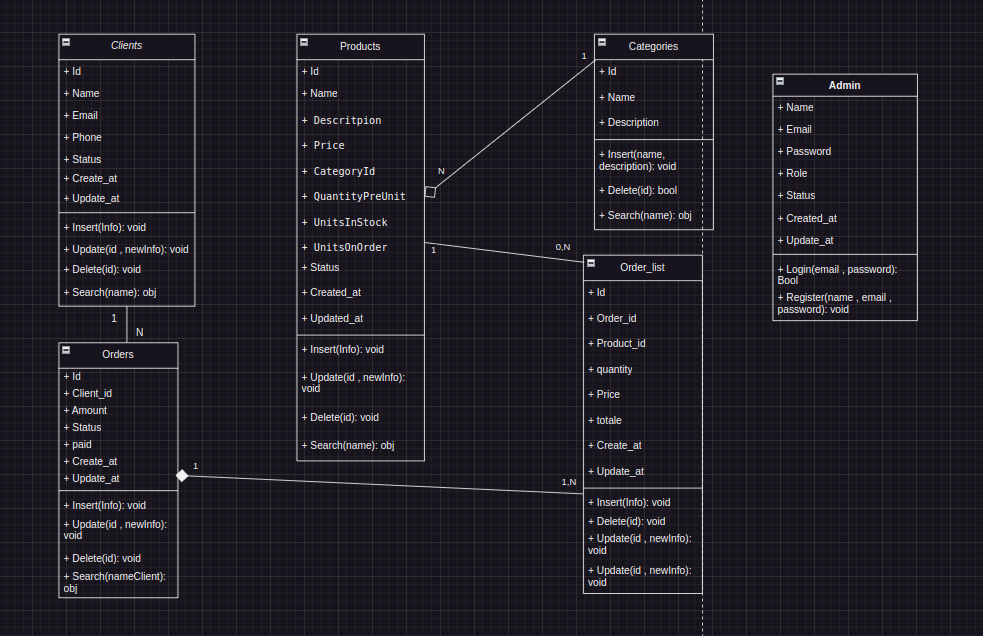 Clients
+ Id
+ Name
+ Email
+ Phone
+ Status
+ Create_at
+ Update_at
+ Insert(Info): void
+ Update(id , newInfo): void
+ Delete(id): void
+ Search(name): obj
1
N
Orders
+ Id
+ Client_id
+ Amount
+ Status
+ paid
+ Create_at
+ Update_at
+ Insert(Info): void
+ Update(id , newInfo):
void
+ Delete(id): void
+ Search(nameClient):
obj
1
1,N
Products
+ Id
+ Name
+ Descritpion
+ Price
+ CategoryId
+ QuantityPreUnit
+ UnitsInStock
+ UnitsOnOrder
+ Status
+ Created_at
+ Updated_at
+ Insert(Info): void
+ Update(id , newInfo):
void
+ Delete(id): void
+ Search(name): obj
1
N
1
0,N
Categories
+ Id
+ Name
+ Description
+ Insert(name,
description): void
+ Delete(id): bool
+ Search(name): obj
Order_list
+ Id
+ Order_id
+ Product_id
+ quantity
+ Price
+ totale
+ Create_at
+ Update_at
+ Insert(Info): void
+ Delete(id): void
+ Update(id , newInfo):
void
+ Update(id , newInfo):
void
Admin
+ Name
+ Email
+ Password
+ Role
+ Status
+ Created_at
+ Update_at
+ Login(email , password):
Bool
+ Register(name , email ,
password): void